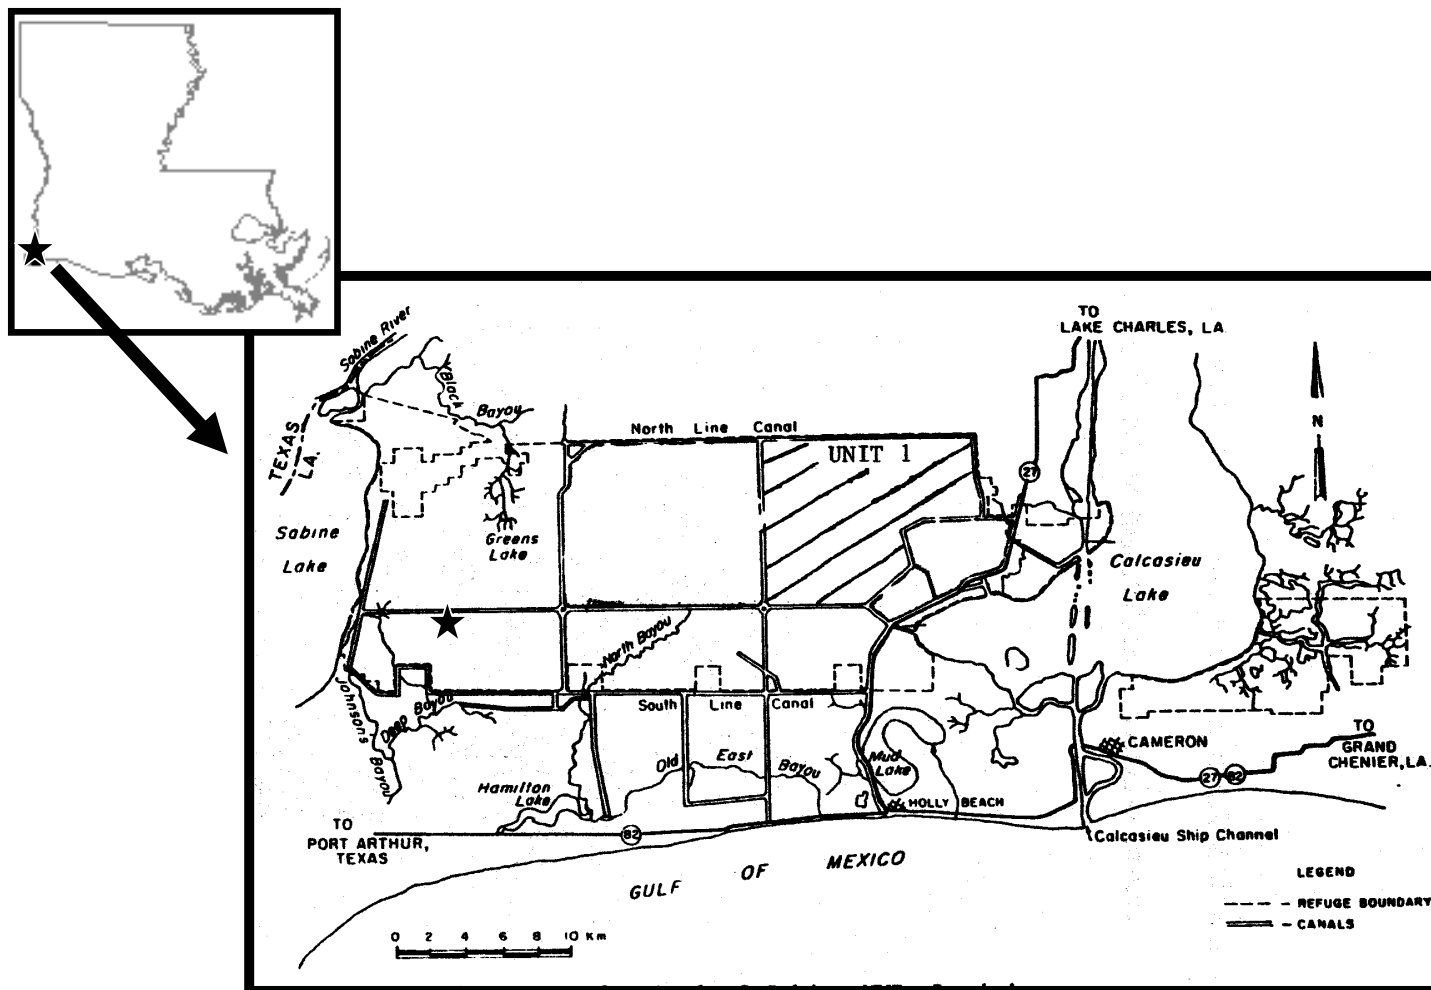 TO
LAKE CHARLES, LA.
Sabine River
Black
Bayou
TEXAS
LA.
North Line Canal
UNIT 1
N
27
Sabine
Lake
Greens
Lake
Calcasieu
Lake
North Bayou
Johnsons
Bayou
Deep Bayou
South Line Canal
Old East Bayou
Mud
Lake
CAMERON
TO
GRAND
CHENIER, LA.
27 82
Hamilton
Lake
HOLLY BEACH
TO
PORT ARTHUR,
TEXAS
82
Calcasieu Ship Channel
GULF OF MEXICO
LEGEND
- REFUGE BOUNDARY
- CANALS
0 2 4 6 8 10 Km